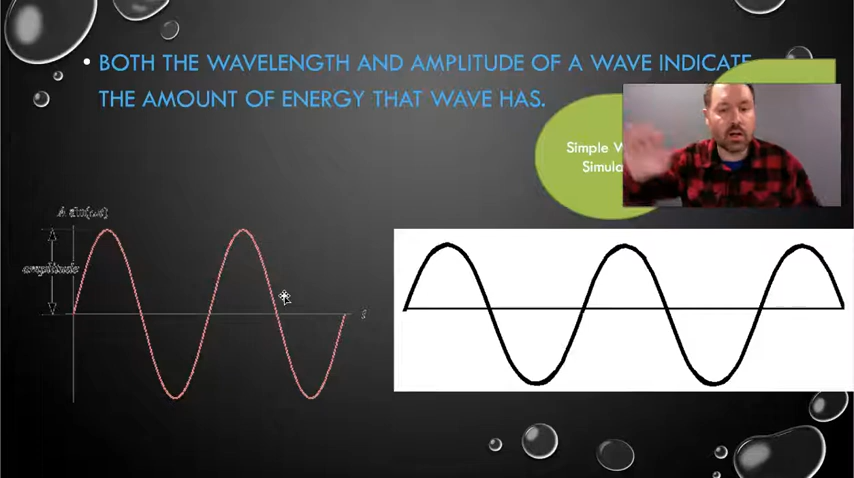 • BOTH THE WAVELENGTH AND AMPLITUDE OF A WAVE INDICATE
THE AMOUNT OF ENERGY THAT WAVE HAS.
Simple
amplitude
t